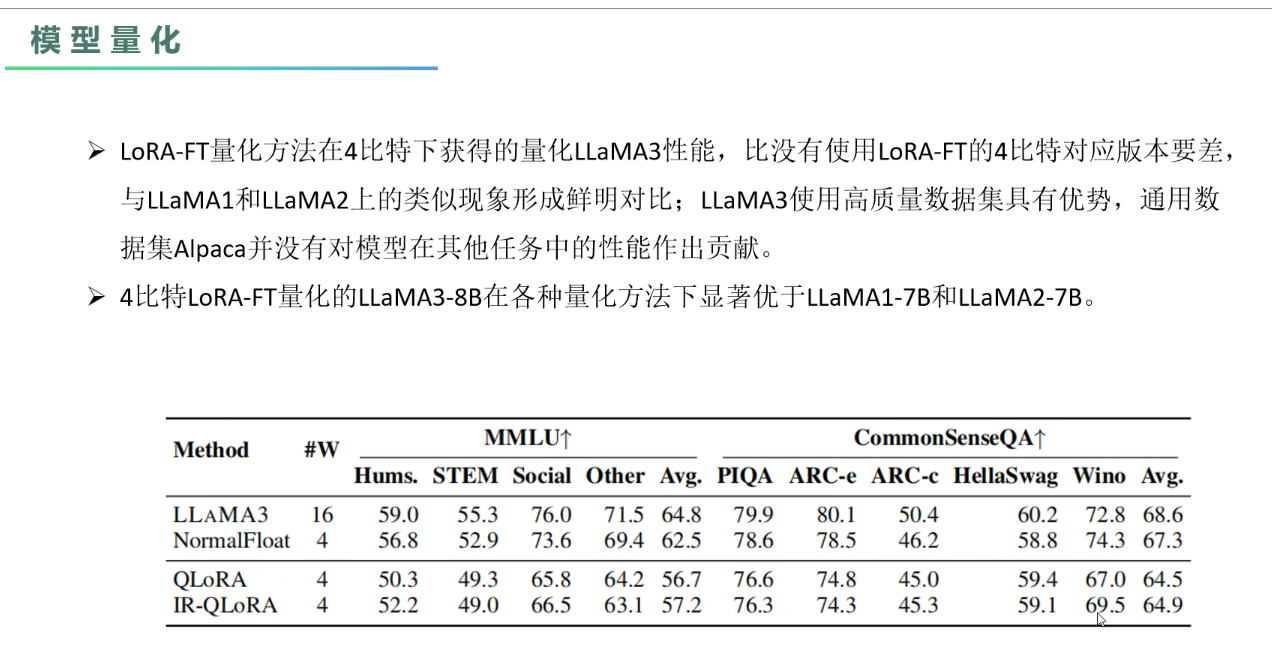 模型量化
➢ LoRA-FT量化方法在4比特下获得的量化LLaMA3性能，比没有使用LoRA-FT的4比特对应版本要差，
与LLaMA1和LLaMA2上的类似现象形成鲜明对比；LLaMA3使用高质量数据集具有优势，通用数
据集Alpaca并没有对模型在其他任务中的性能作出贡献。
➢ 4比特LoRA-FT量化的LLaMA3-8B在各种量化方法下显著优于LLaMA1-7B和LLaMA2-7B。
Method #W MMLU↑ CommonSenseQA↑
Hums. STEM Social Other Avg. PIQA ARC-e ARC-c HellaSwag Wino Avg.
LLAMA3 16 59.0 55.3 76.0 71.5 64.8 79.9 80.1 50.4 60.2 72.8 68.6
NormalFloat 4 56.8 52.9 73.6 69.4 62.5 78.6 78.5 46.2 58.8 74.3 67.3
QLORA 4 50.3 49.3 65.8 64.2 56.7 76.6 74.8 45.0 59.4 67.0 64.5
IR-QLORA 4 52.2 49.0 66.5 63.1 57.2 76.3 74.3 45.3 59.1 69.5 64.9